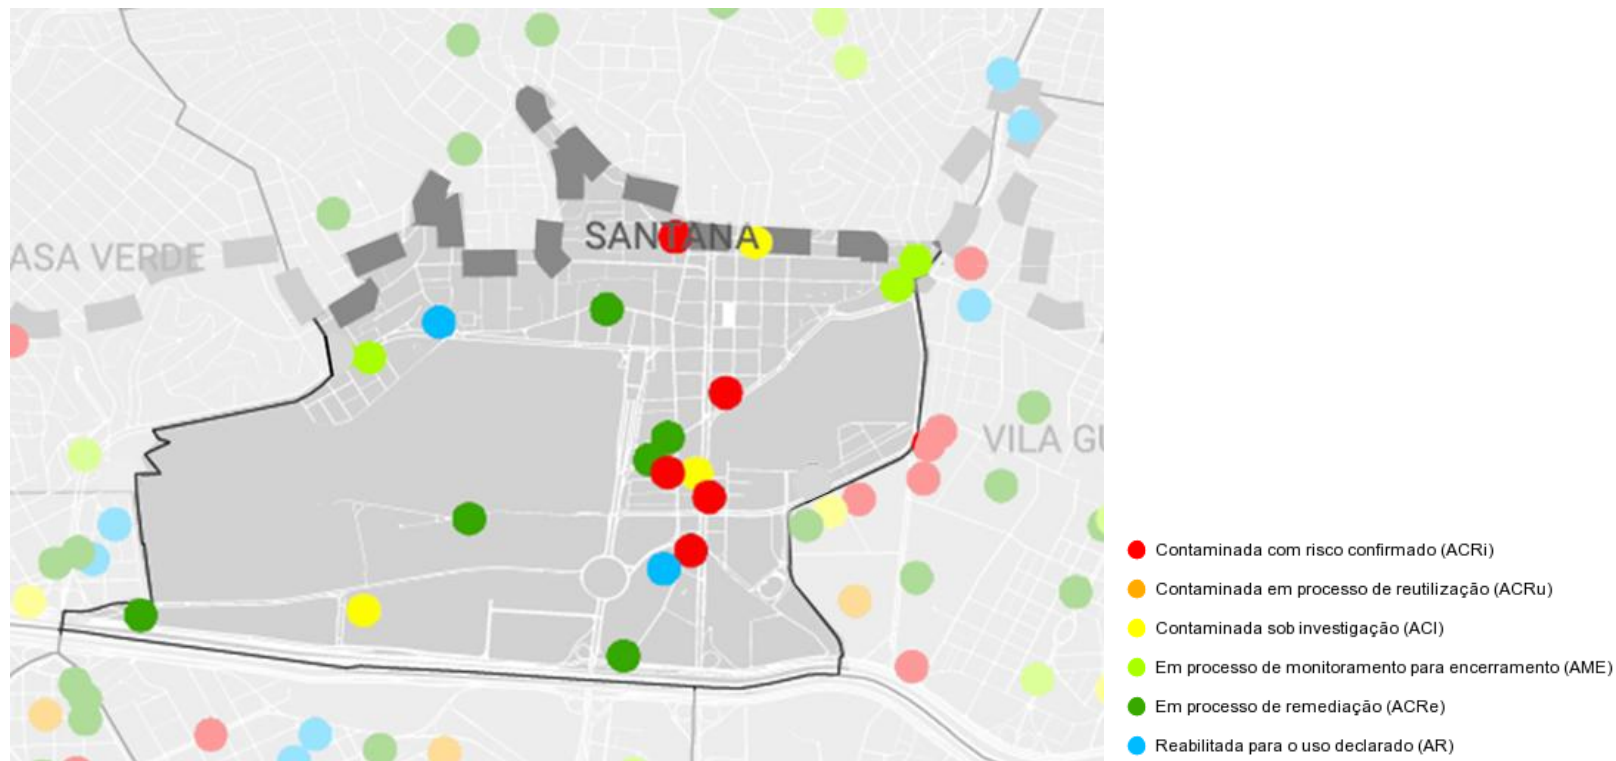 SANTANA
ASA VERDE
VILA GU
Contaminada com risco confirmado (ACRi)
Contaminada em processo de reutilização (ACRu)
Contaminada sob investigação (ACI)
Em processo de monitoramento para encerramento (AME)
Em processo de remediação (ACRe)
Reabilitada para o uso declarado (AR)